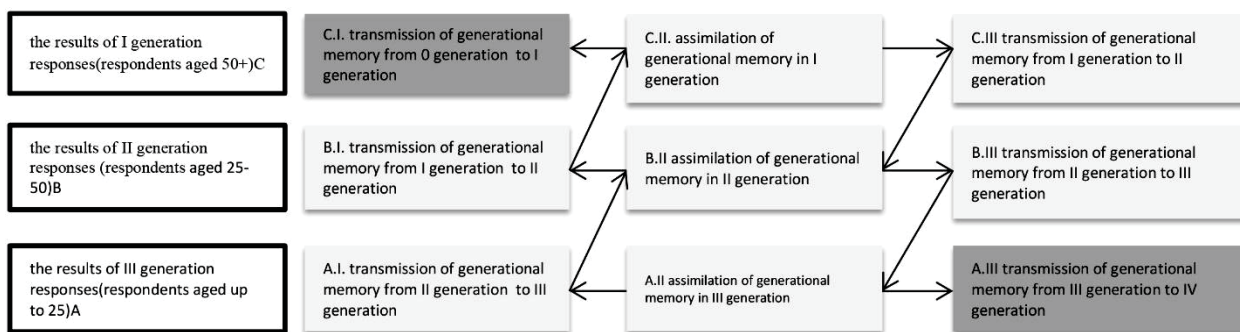 the results of I generation
responses(respondents aged 50+)C
C.I. transmission of generational
memory from 0 generation to I
generation
C.II. assimilation of
generational memory in I
generation
C.III transmission of generational
memory from I generation to II
generation
the results of II generation
responses (respondents aged 25-
50)B
B.I. transmission of generational
memory from I generation to II
generation
B.II assimilation of generational
memory in II generation
B.III transmission of generational
memory from II generation to III
generation
the results of III generation
responses(respondents aged up
to 25)A
A.I. transmission of generational
memory from II generation to III
generation
A.II assimilation of generational
memory in III generation
A.III transmission of generational
memory from III generation to IV
generation